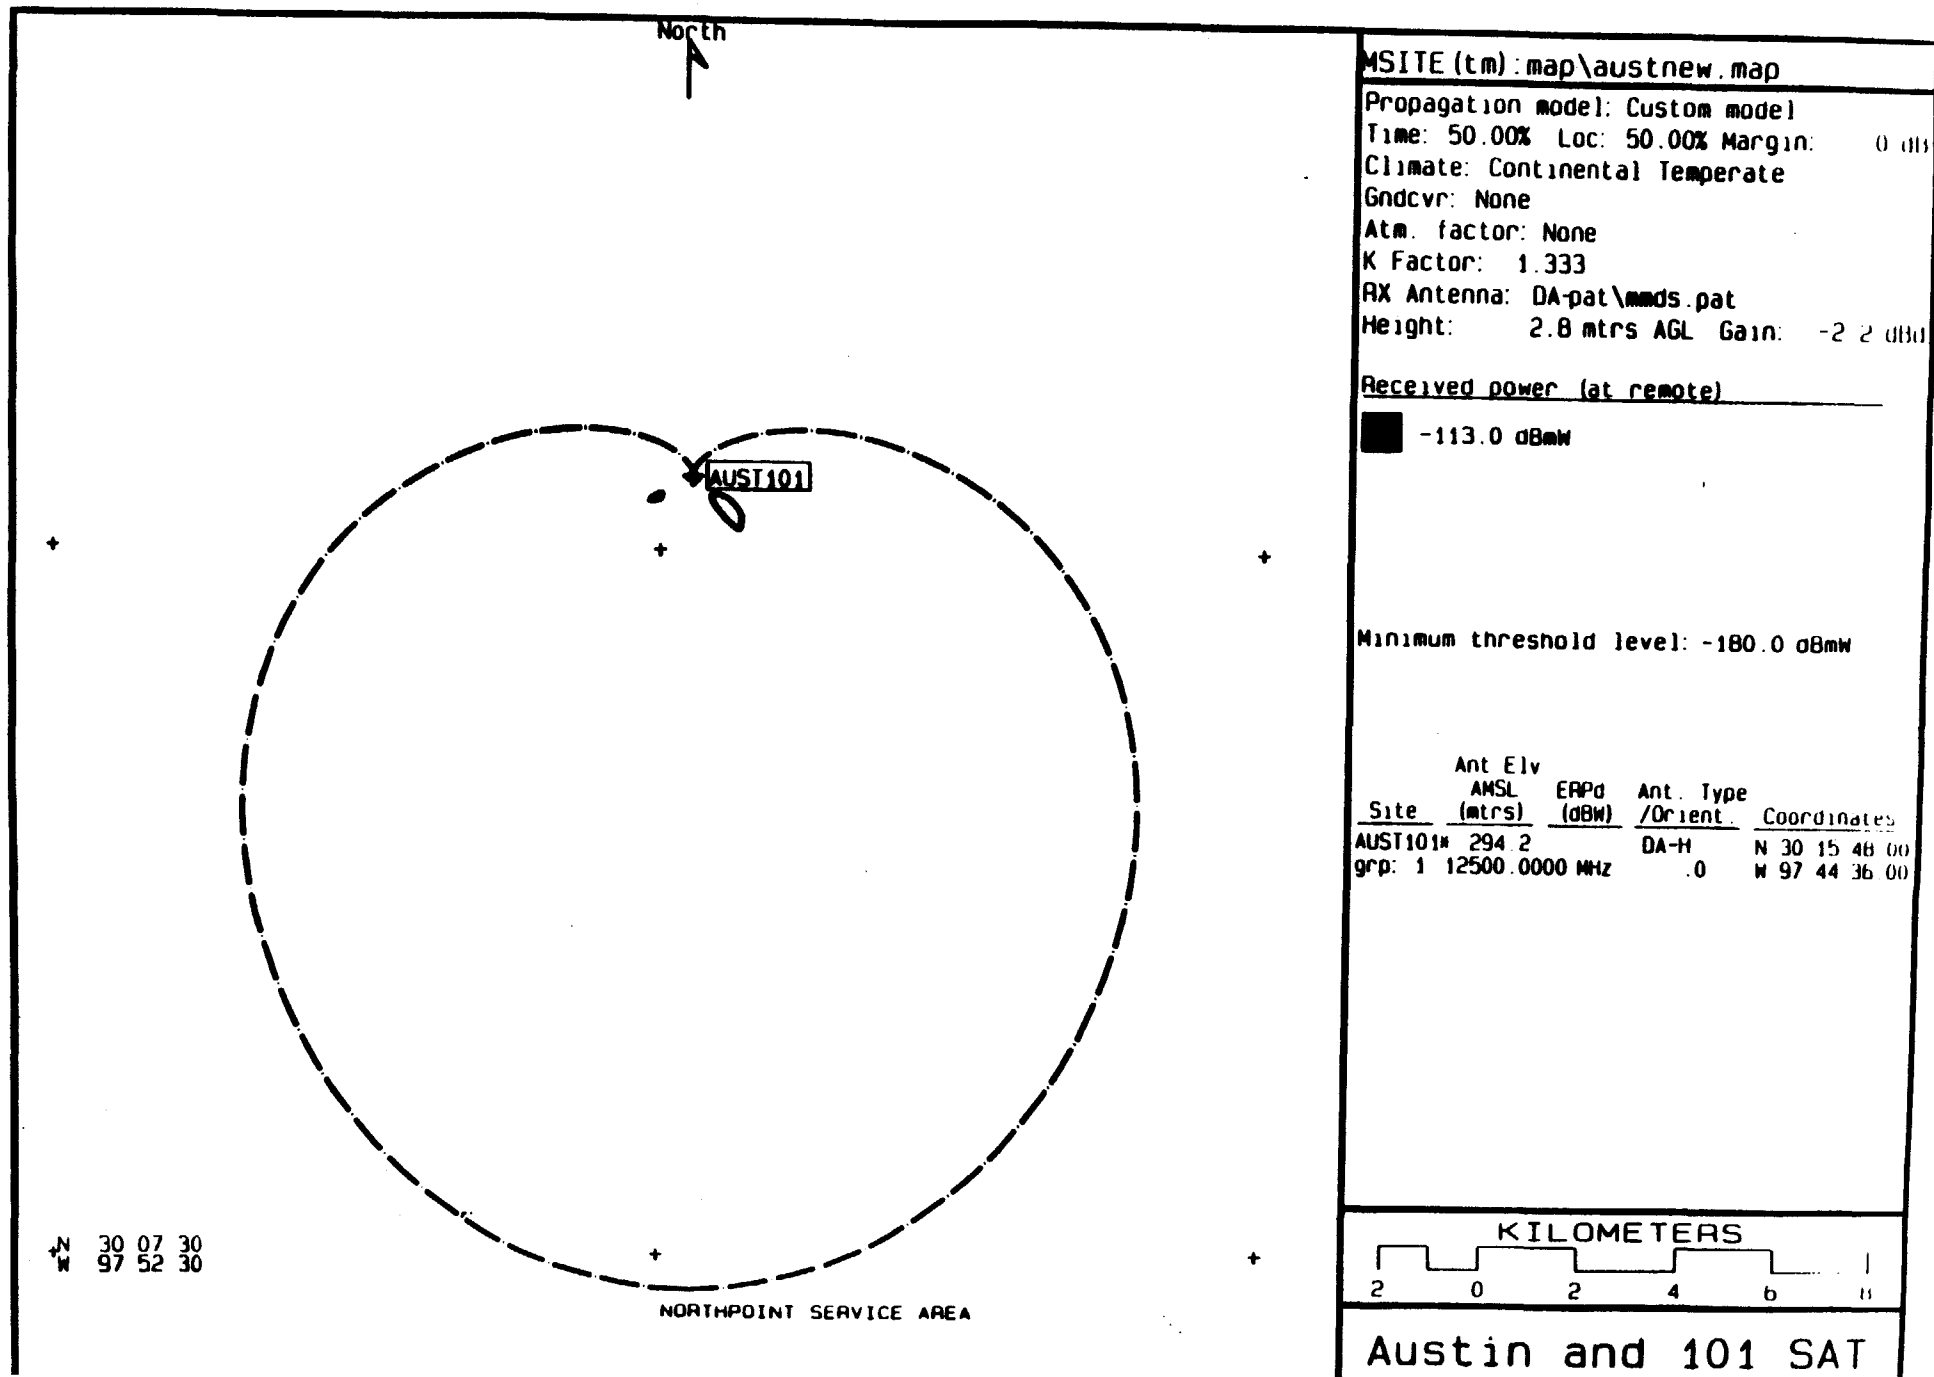 North
AUST101
N 30 07 30
W 97 52 30
NORTHPOINT SERVICE AREA
MSITE(tm):map\austnew.map
Propagation model: Custom model
Time: 50.00% Loc: 50.00% Margin: 0 dB
Climate: Continental Temperate
Gndcvr: None
Atm. factor: None
K Factor: 1.333
RX Antenna: DA-pat\mmds.pat
Height: 2.8 mtrs AGL Gain: -2.2 dBd
Received power (at remote)
-113.0 dBmW
Minimum threshold level: -180.0 dBmW
Ant Elv
AMSL ERPd Ant. Type
Site (mtrs) (dBW) /Orient. Coordinates
AUST101* 294.2 DA-H N 30 15 48.00
grp: 1 12500.0000 MHz .0 W 97 44 36.00
KILOMETERS
2 0 2 4 6 8
Austin and 101 SAT